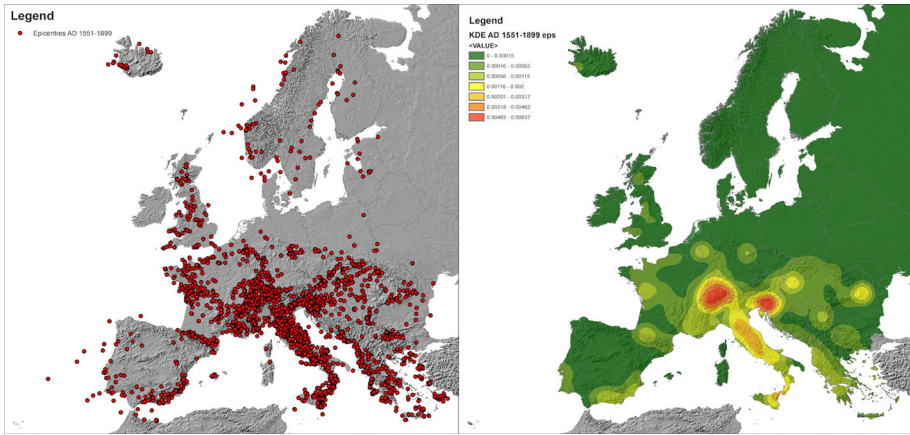 Legend
Epicentres AD 1551-1899
Legend
KDE AD 1551-1899 eps
<VALUE>
0 - 0.00015
0.00016 - 0.00055
0.00056 - 0.00115
0.00116 - 0.002
0.00201 - 0.00317
0.00318 - 0.00462
0.00463 - 0.00837